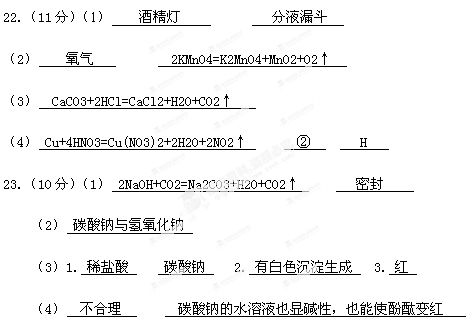 22.（11分）（1） 酒精灯 分液漏斗
（2） 氧气 2KMnO4=K2MnO4+MnO2+O2↑
（3） CaCO3+2HCl=CaCl2+H2O+CO2↑
（4） Cu+4HNO3=Cu(NO3)2+2H2O+2NO2↑ ② H
23.（10分）（1） 2NaOH+CO2=Na2CO3+H2O+CO2↑ 密封
（2） 碳酸钠与氢氧化钠
（3）1. 稀盐酸 碳酸钠 2. 有白色沉淀生成 3. 红
（4） 不合理 碳酸钠的水溶液也显碱性，也能使酚酞变红